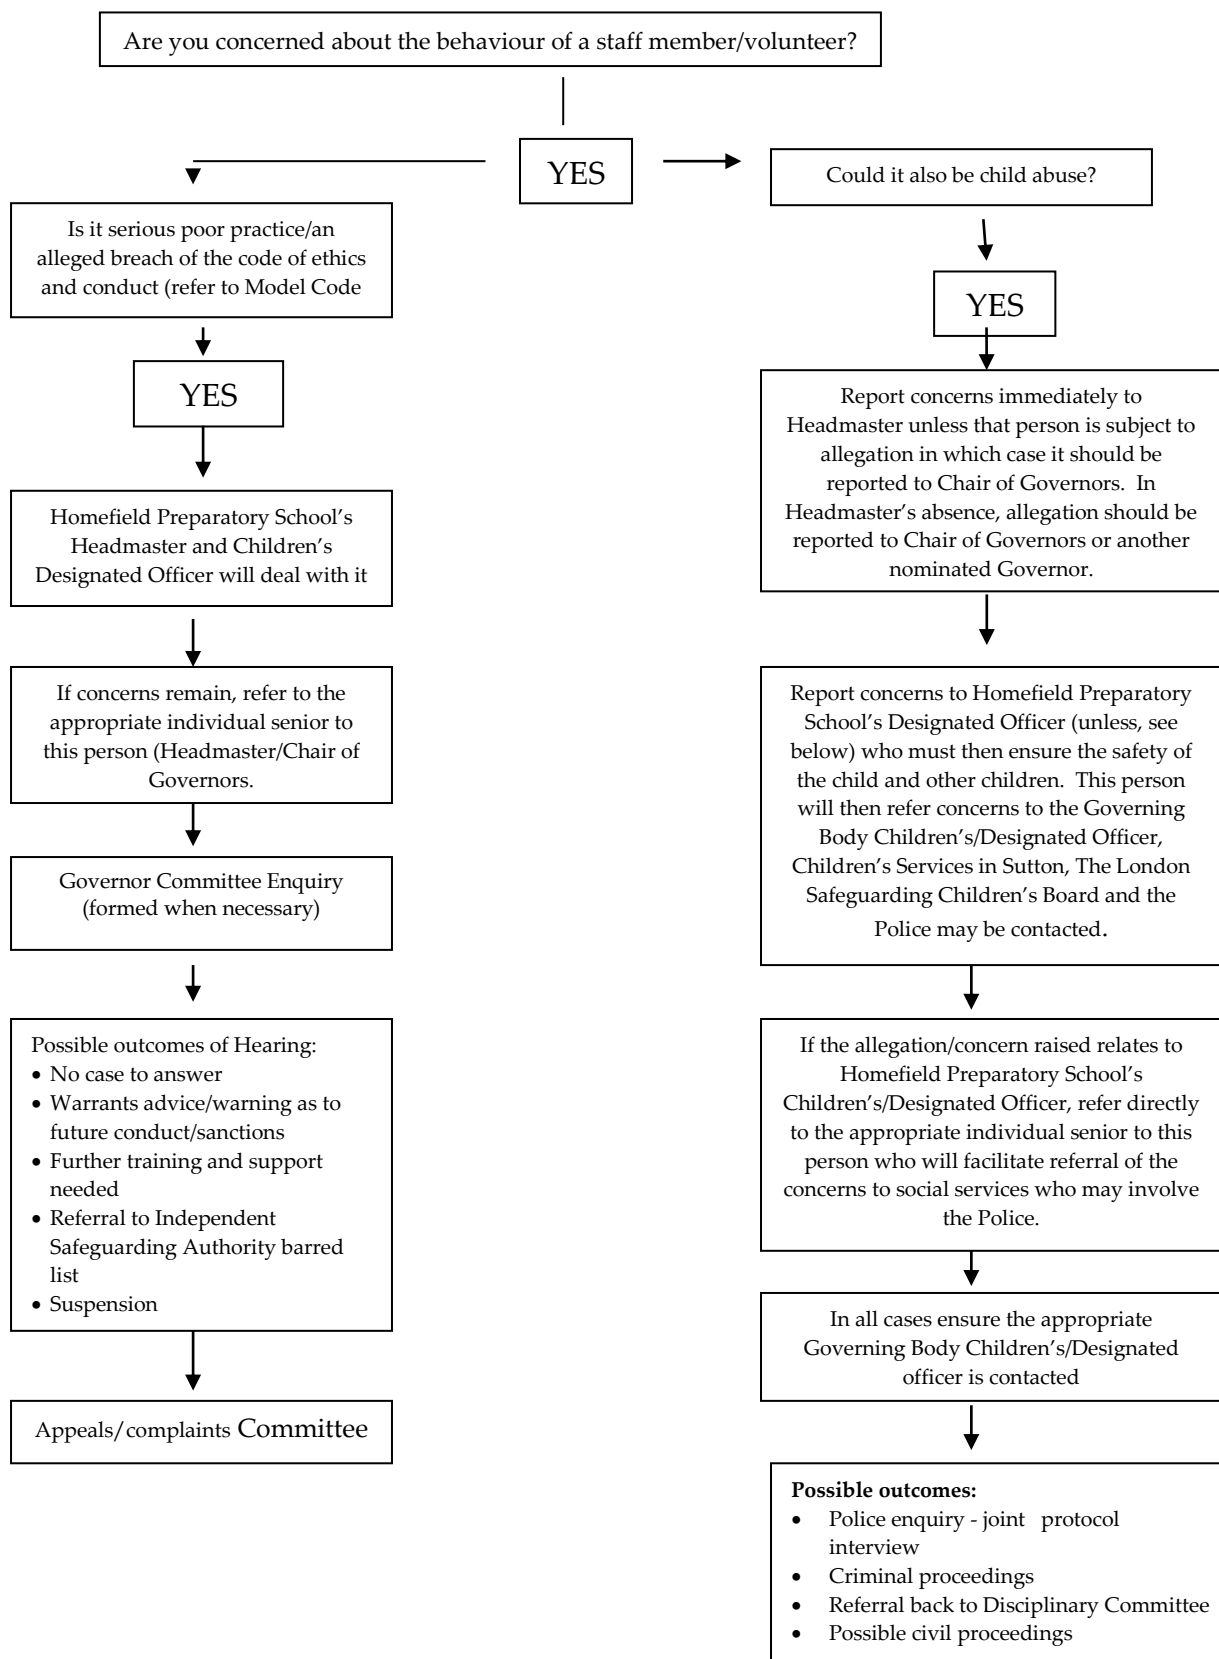 Are you concerned about the behaviour of a staff member/volunteer?
YES
Is it serious poor practice/an
alleged breach of the code of ethics
and conduct (refer to Model Code
YES
Homefield Preparatory School’s
Headmaster and Children’s
Designated Officer will deal with it
If concerns remain, refer to the
appropriate individual senior to
this person (Headmaster/Chair of
Governors.
Governor Committee Enquiry
(formed when necessary)
Possible outcomes of Hearing:
• No case to answer
• Warrants advice/warning as to
future conduct/sanctions
• Further training and support
needed
• Referral to Independent
Safeguarding Authority barred
list
• Suspension
Appeals/complaints Committee
Could it also be child abuse?
YES
Report concerns immediately to
Headmaster unless that person is subject to
allegation in which case it should be
reported to Chair of Governors. In
Headmaster’s absence, allegation should be
reported to Chair of Governors or another
nominated Governor.
Report concerns to Homefield Preparatory
School’s Designated Officer (unless, see
below) who must then ensure the safety of
the child and other children. This person
will then refer concerns to the Governing
Body Children’s/Designated Officer,
Children’s Services in Sutton, The London
Safeguarding Children’s Board and the
Police may be contacted.
If the allegation/concern raised relates to
Homefield Preparatory School’s
Children’s/Designated Officer, refer directly
to the appropriate individual senior to this
person who will facilitate referral of the
concerns to social services who may involve
the Police.
In all cases ensure the appropriate
Governing Body Children’s/Designated
officer is contacted
Possible outcomes:
• Police enquiry - joint protocol
interview
• Criminal proceedings
• Referral back to Disciplinary Committee
• Possible civil proceedings